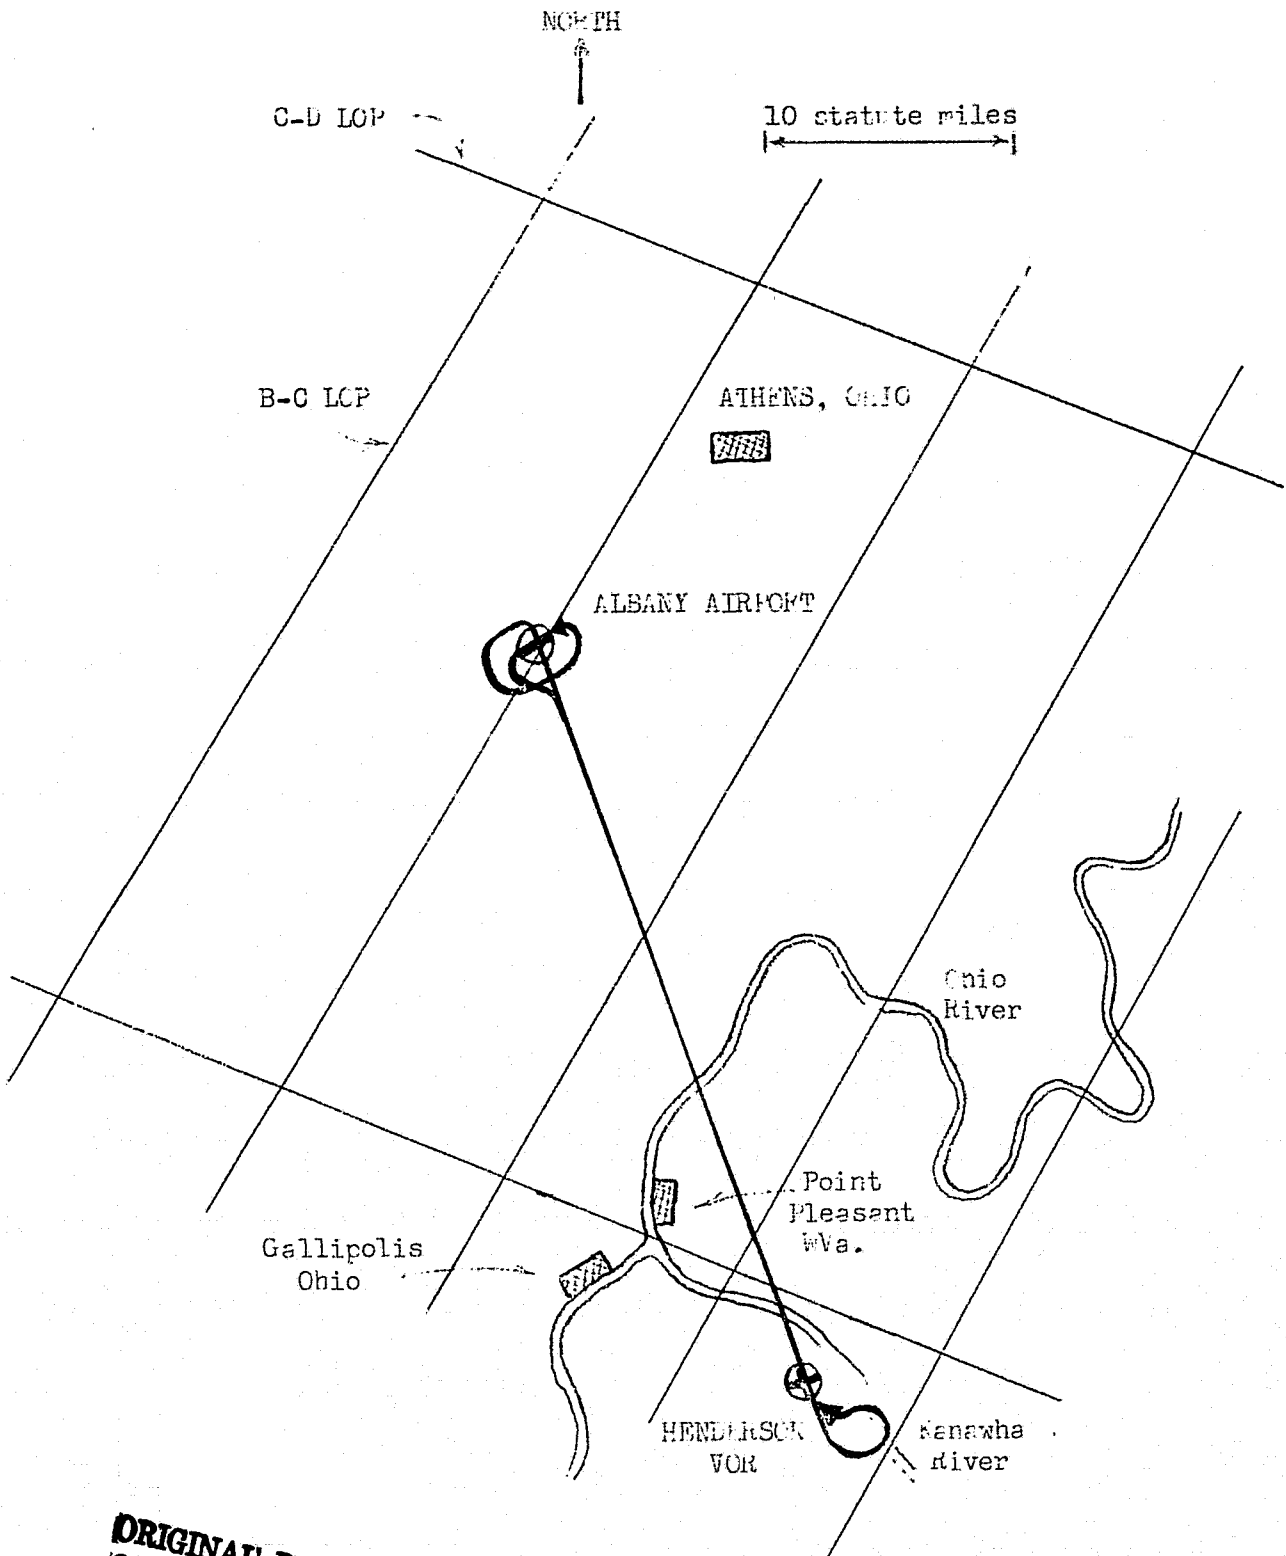 NORTH
C-D LOP
10 statute miles
B-C LOP
ATHENS, OHIO
ALBANY AIRPORT
Ohio
River
Point
Pleasant
WVa.
Gallipolis
Ohio
HENDERSON
VOR
Kanawha
River
ORIGINAL